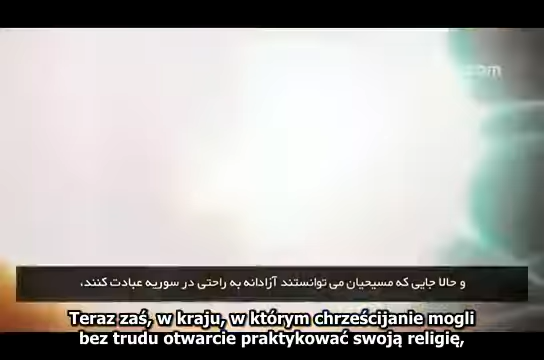 .com
و حالا جایی که مسیحیان می توانستند آزادانه به راحتی در سوریه عبادت کنند،
Teraz zaś, w kraju, w którym chrześcijanie mogli
bez trudu otwarcie praktykować swoją religię,